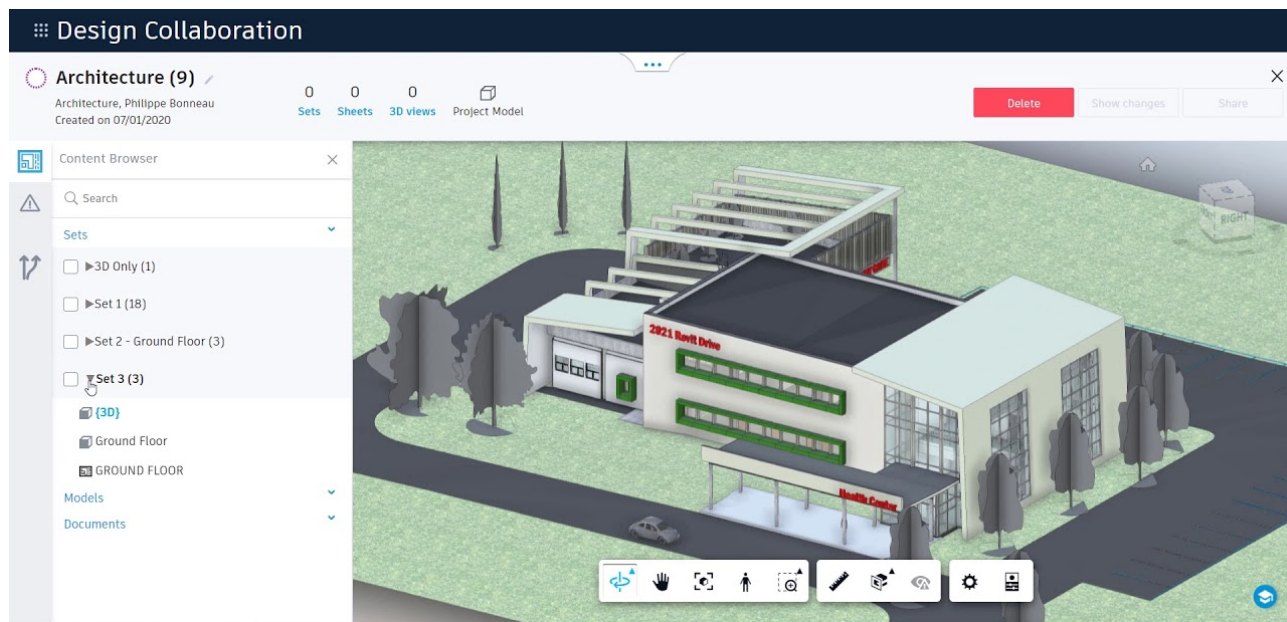 Design Collaboration
Architecture (9)
Architecture, Philippe Bonneau
Created on 07/01/2020
0 0 0
Sets Sheets 3D views Project Model
Delete Show changes Share
Content Browser
Search
Sets
3D Only (1)
Set 1 (18)
Set 2 - Ground Floor (3)
Set 3 (3)
{3D}
Ground Floor
GROUND FLOOR
Models
Documents
2921 Revit Drive
Health Center
RIGHT